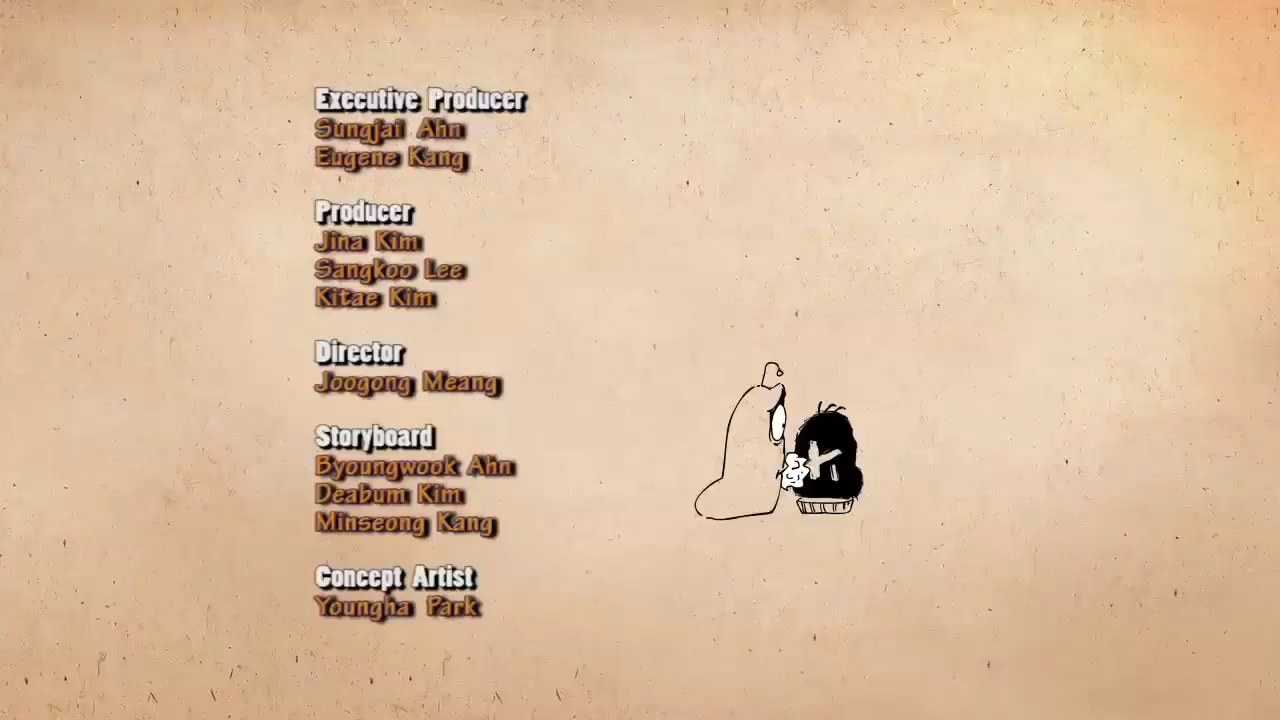 Executive Producer
Sungjai Ahn
Eugene Kang
Producer
Jina Kim
Sangkoo Lee
Kitae Kim
Director
Joogong Meang
Storyboard
Byoungwook Ahn
Deabum Kim
Minseong Kang
Concept Artist
Youngha Park